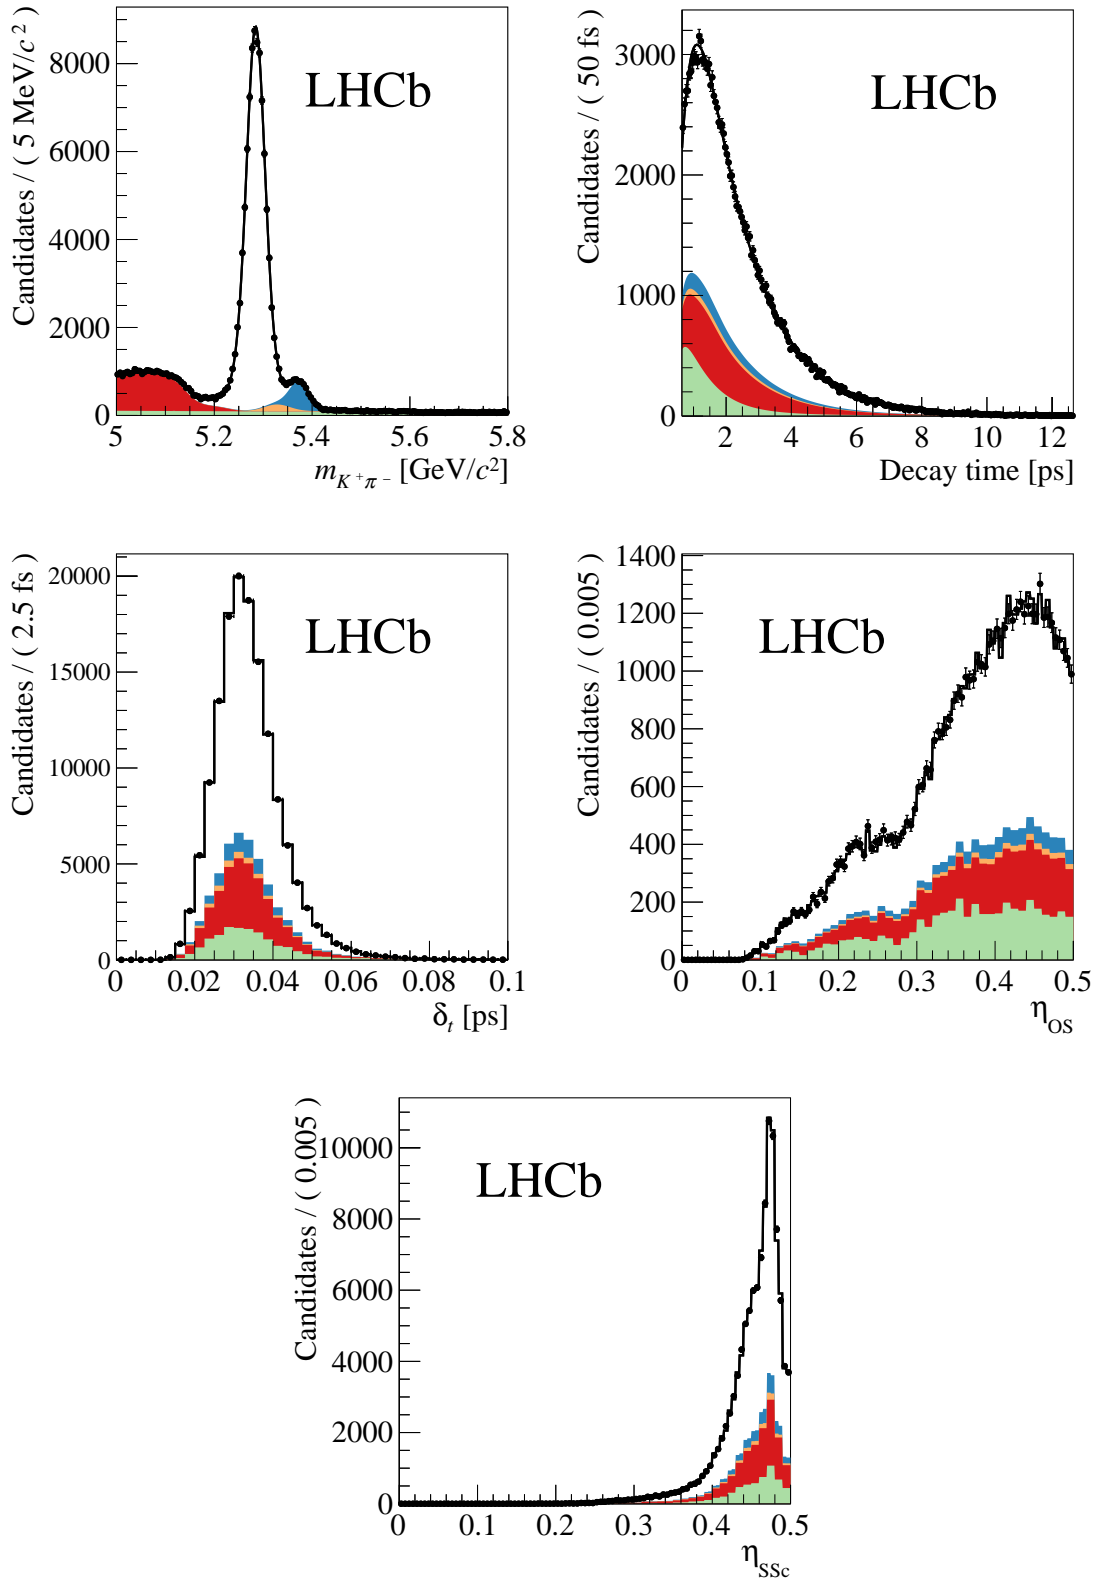 Candidates / ( 5 MeV/c² )
8000
6000
4000
2000
0
LHCb
5 5.2 5.4 5.6 5.8
m_{K⁺π⁻} [GeV/c²]
Candidates / ( 50 fs )
3000
2000
1000
0
LHCb
2 4 6 8 10 12
Decay time [ps]
Candidates / ( 2.5 fs )
20000
15000
10000
5000
0
LHCb
0 0.02 0.04 0.06 0.08 0.1
δ_t [ps]
Candidates / ( 0.005 )
1400
1200
1000
800
600
400
200
0
LHCb
0 0.1 0.2 0.3 0.4 0.5
η_{OS}
Candidates / ( 0.005 )
10000
8000
6000
4000
2000
0
LHCb
0 0.1 0.2 0.3 0.4 0.5
η_{SSc}